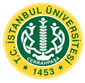 T.C. İSTANBUL ÜNİVERSİTESİ
CERRAHPAŞA
1453